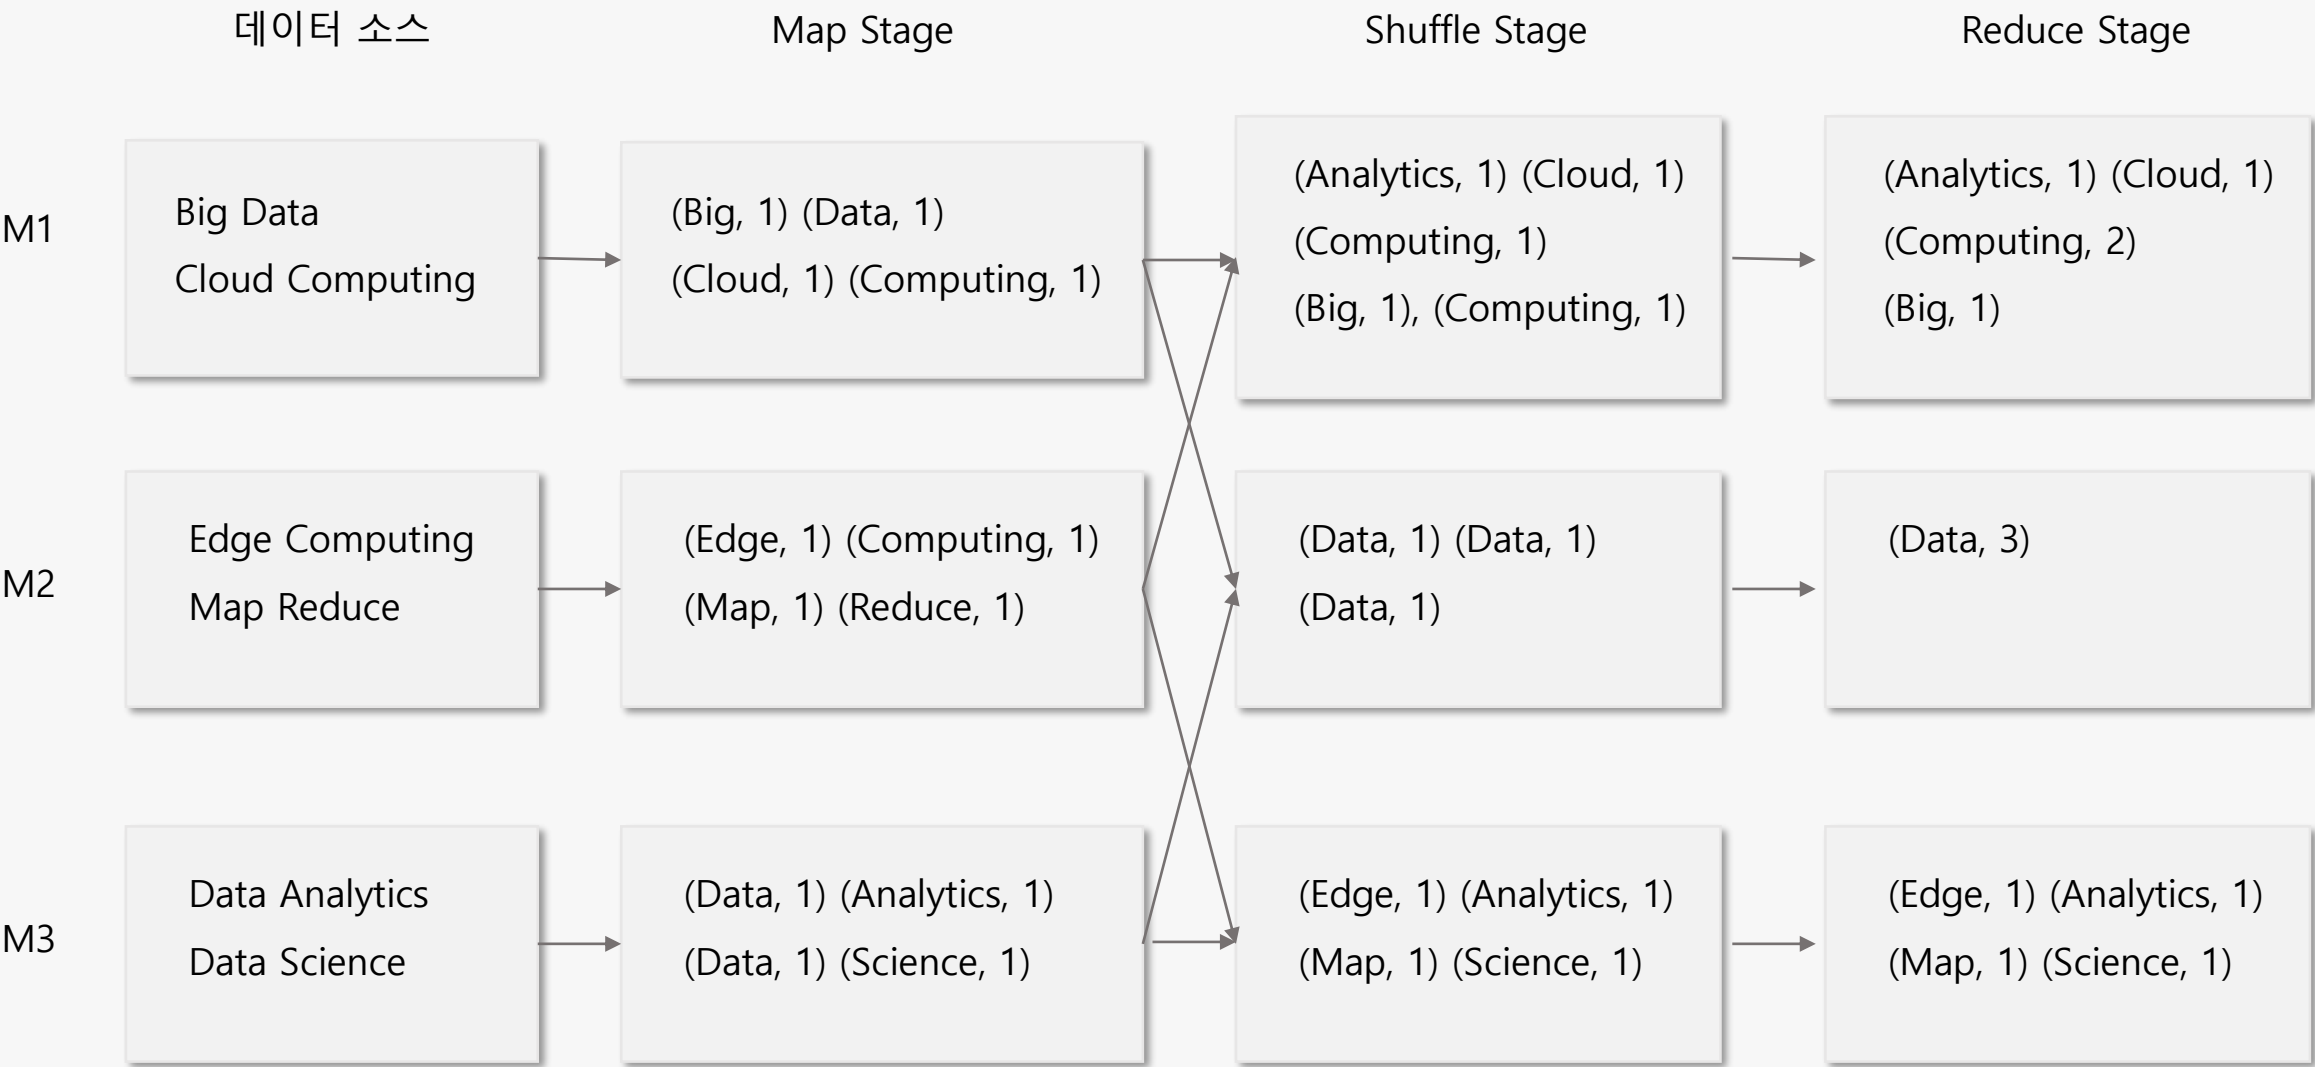 데이터 소스
Map Stage
Shuffle Stage
Reduce Stage
M1
Big Data
Cloud Computing
(Big, 1) (Data, 1)
(Cloud, 1) (Computing, 1)
(Analytics, 1) (Cloud, 1)
(Computing, 1)
(Big, 1), (Computing, 1)
(Analytics, 1) (Cloud, 1)
(Computing, 2)
(Big, 1)
M2
Edge Computing
Map Reduce
(Edge, 1) (Computing, 1)
(Map, 1) (Reduce, 1)
(Data, 1) (Data, 1)
(Data, 1)
(Data, 3)
M3
Data Analytics
Data Science
(Data, 1) (Analytics, 1)
(Data, 1) (Science, 1)
(Edge, 1) (Analytics, 1)
(Map, 1) (Science, 1)
(Edge, 1) (Analytics, 1)
(Map, 1) (Science, 1)